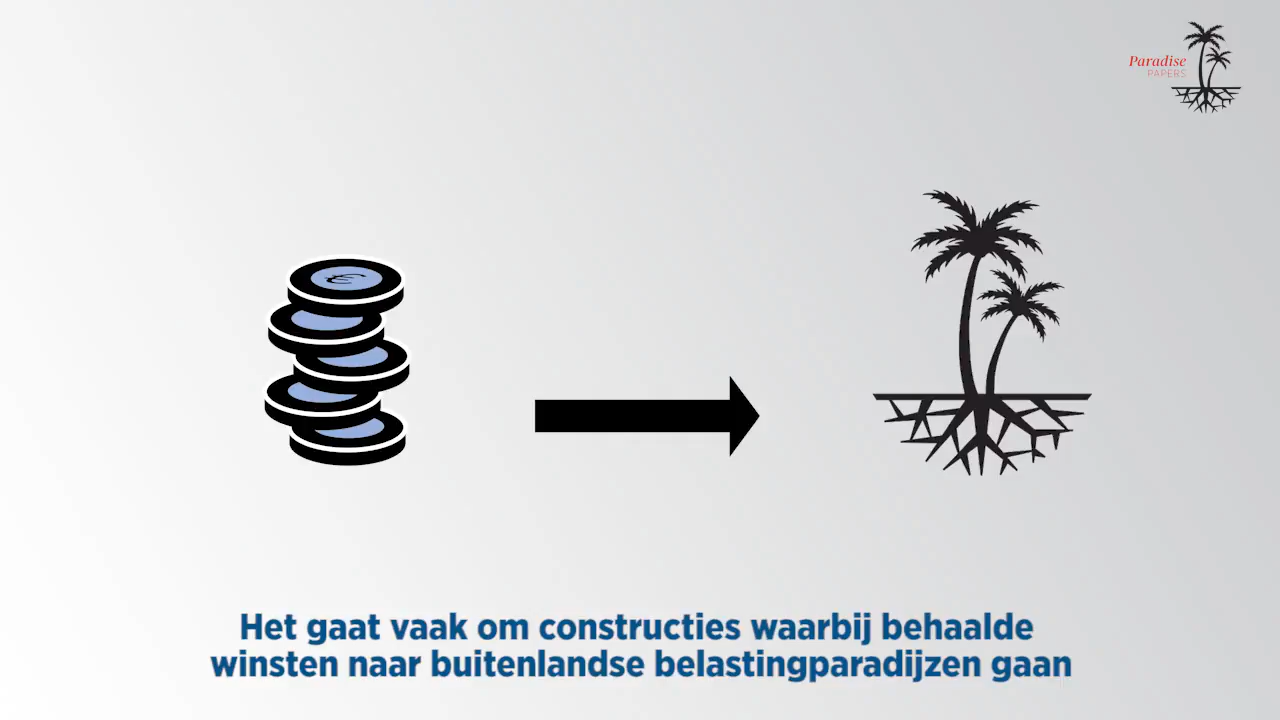 Paradise
PAPERS
€
Het gaat vaak om constructies waarbij behaalde
winsten naar buitenlandse belastingparadijzen gaan